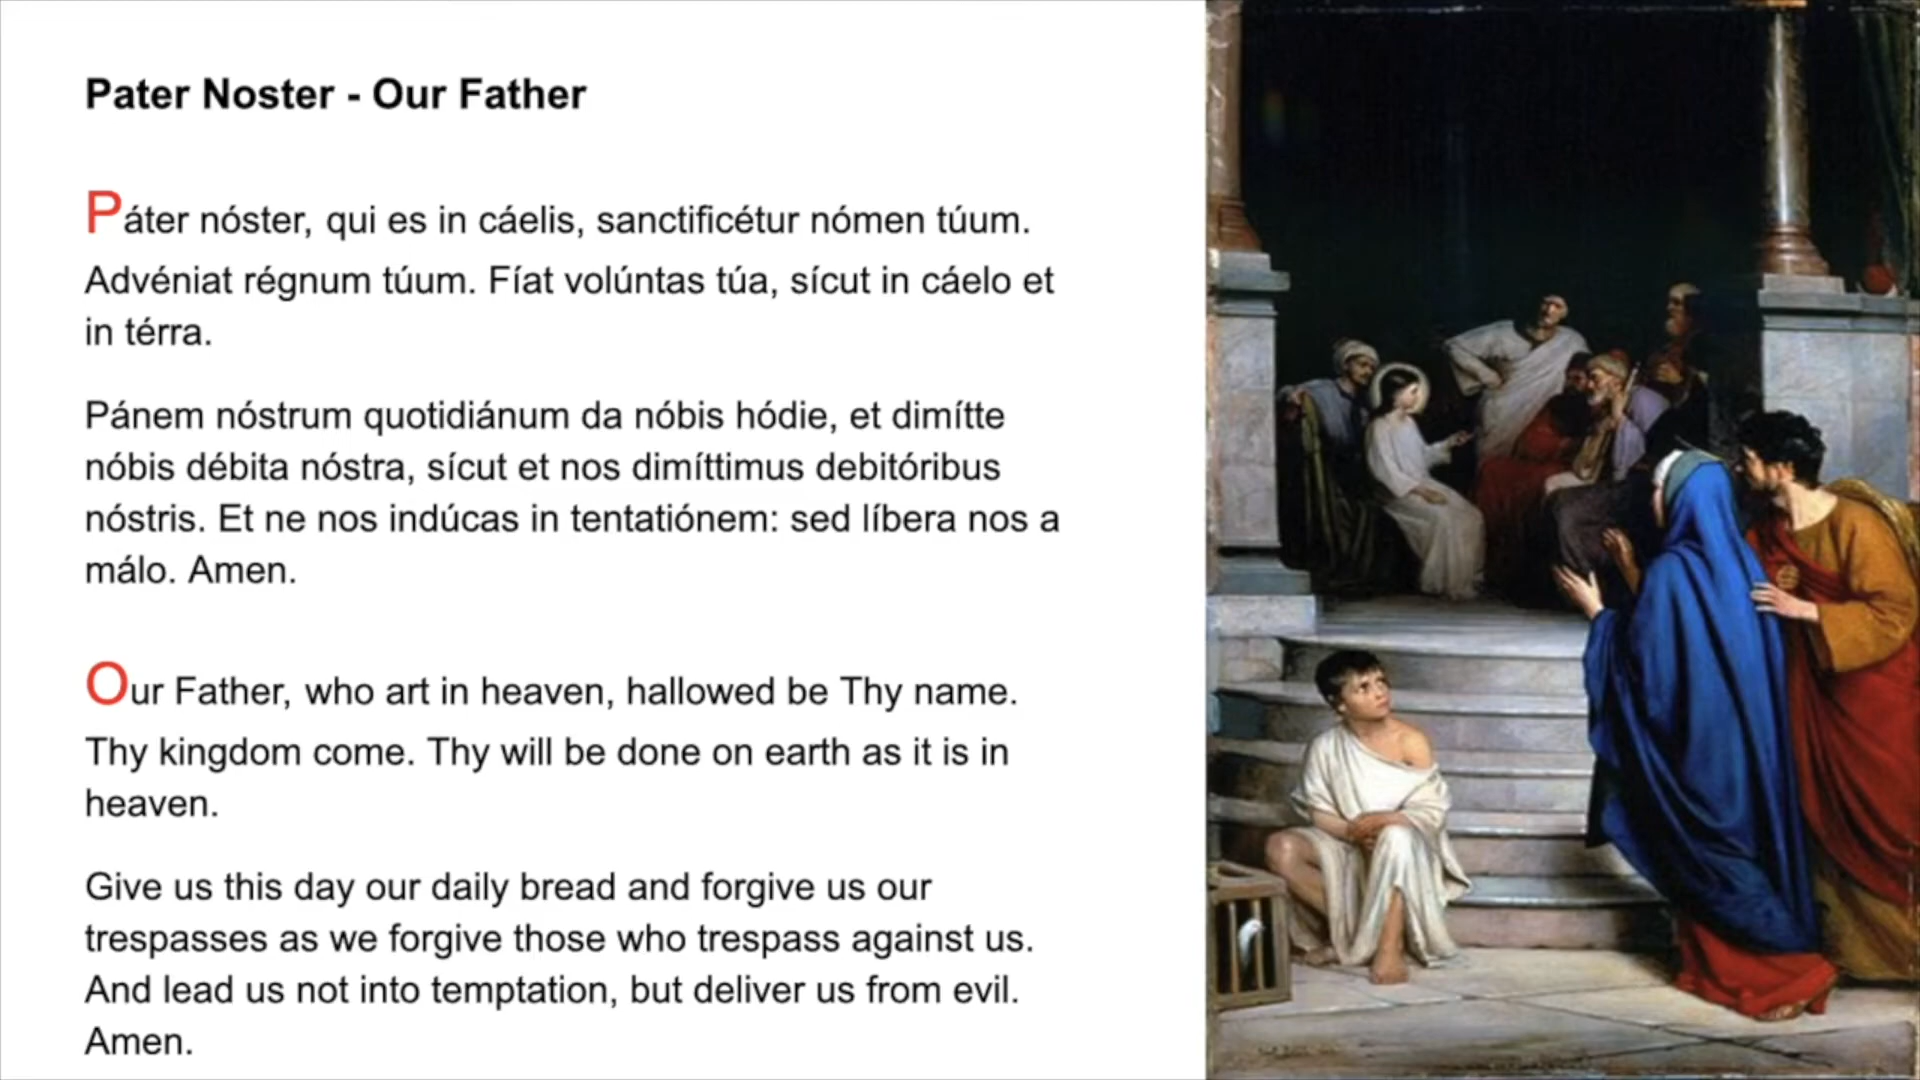 Pater Noster - Our Father
Páter nóster, qui es in cáelis, sanctificétur nómen túum.
Advéniat régnum túum. Fíat volúntas túa, sícut in cáelo et
in térra.
Pánem nóstrum quotidiánum da nóbis hódie, et dimítte
nóbis débita nóstra, sícut et nos dimíttimus debitóribus
nóstris. Et ne nos indúcas in tentatiónem: sed líbera nos a
málo. Amen.
Our Father, who art in heaven, hallowed be Thy name.
Thy kingdom come. Thy will be done on earth as it is in
heaven.
Give us this day our daily bread and forgive us our
trespasses as we forgive those who trespass against us.
And lead us not into temptation, but deliver us from evil.
Amen.